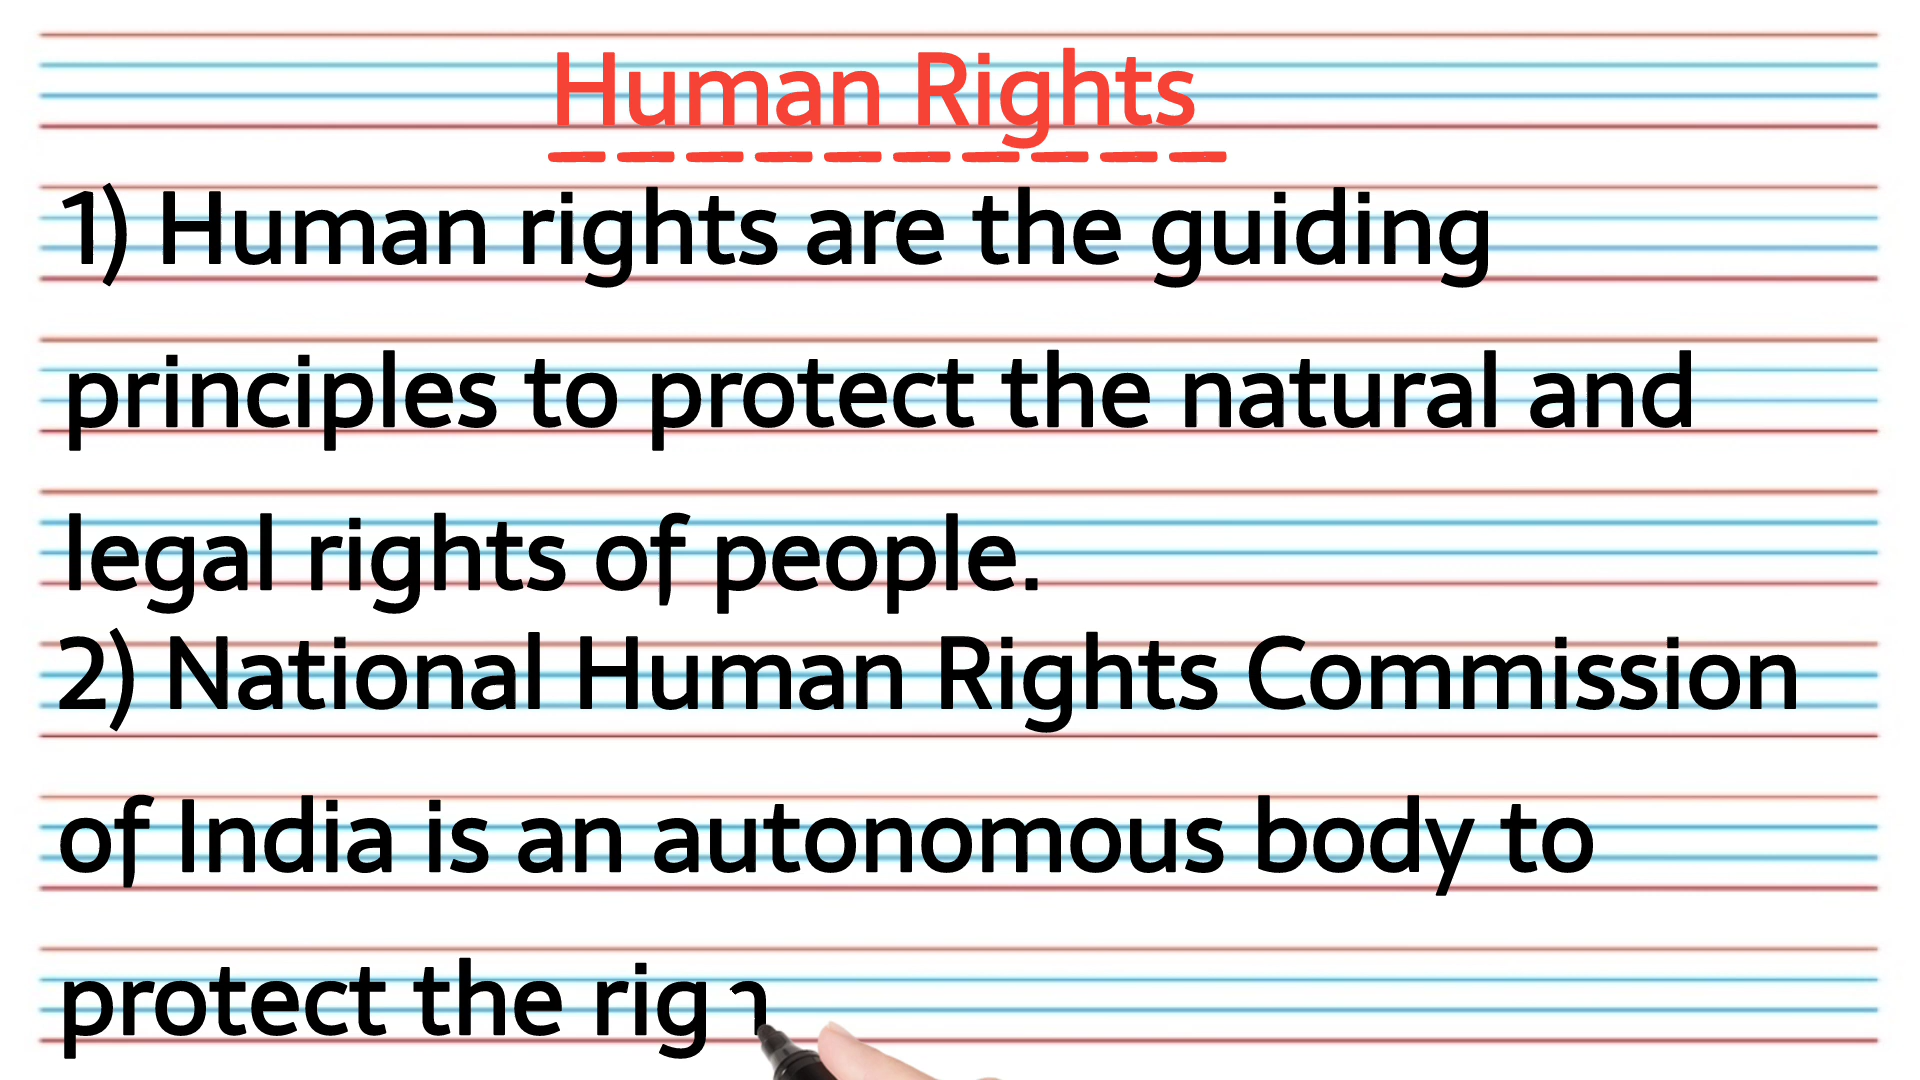 Human Rights
1) Human rights are the guiding
principles to protect the natural and
legal rights of people.
2) National Human Rights Commission
of India is an autonomous body to
protect the rig